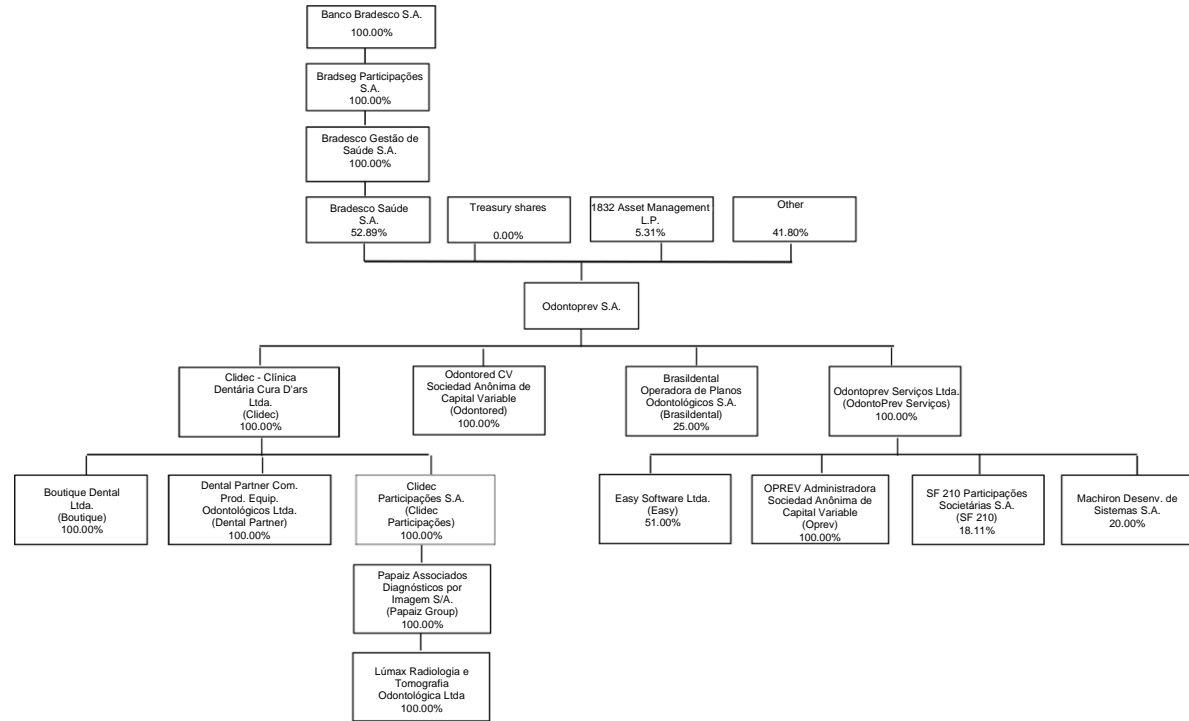 Banco Bradesco S.A.
100.00%
Bradseg Participações
S.A.
100.00%
Bradesco Gestão de
Saúde S.A.
100.00%
Bradesco Saúde
S.A.
52.89%
Treasury shares
0.00%
1832 Asset Management
L.P.
5.31%
Other
41.80%
Odontoprev S.A.
Clidec - Clínica
Dentária Cura D'ars
Ltda.
(Clidec)
100.00%
Odontored CV
Sociedad Anônima de
Capital Variable
(Odontored)
100.00%
Brasildental
Operadora de Planos
Odontológicos S.A.
(Brasildental)
25.00%
Odontoprev Serviços Ltda.
(OdontoPrev Serviços)
100.00%
Boutique Dental
Ltda.
(Boutique)
100.00%
Dental Partner Com.
Prod. Equip.
Odontológicos Ltda.
(Dental Partner)
100.00%
Clidec
Participações S.A.
(Clidec
Participações)
100.00%
Easy Software Ltda.
(Easy)
51.00%
OPREV Administradora
Sociedad Anônima de
Capital Variable
(Oprev)
100.00%
SF 210 Participações
Societárias S.A.
(SF 210)
18.11%
Machiron Desenv. de
Sistemas S.A.
20.00%
Papaiz Associados
Diagnósticos por
Imagem S/A.
(Papaiz Group)
100.00%
Lúmax Radiologia e
Tomografia
Odontológica Ltda
100.00%